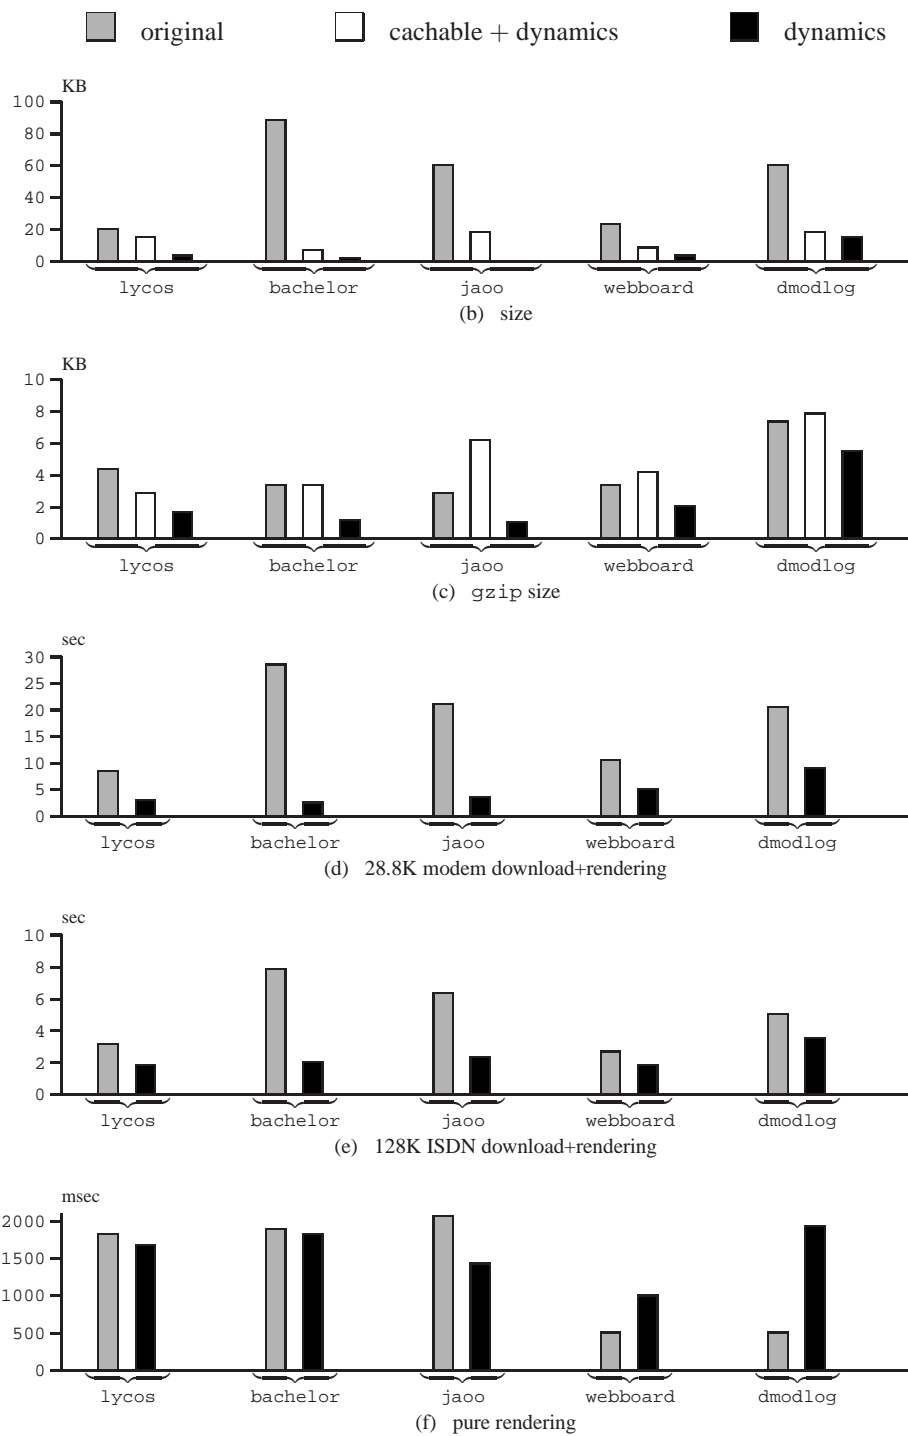 original cachable + dynamics dynamics
KB
100
80
60
40
20
0
lycos bachelor jaoo webboard dmodlog
(b) size
KB
10
8
6
4
2
0
lycos bachelor jaoo webboard dmodlog
(c) gzip size
sec
30
25
20
15
10
5
0
lycos bachelor jaoo webboard dmodlog
(d) 28.8K modem download+rendering
sec
10
8
6
4
2
0
lycos bachelor jaoo webboard dmodlog
(e) 128K ISDN download+rendering
msec
2000
1500
1000
500
0
lycos bachelor jaoo webboard dmodlog
(f) pure rendering